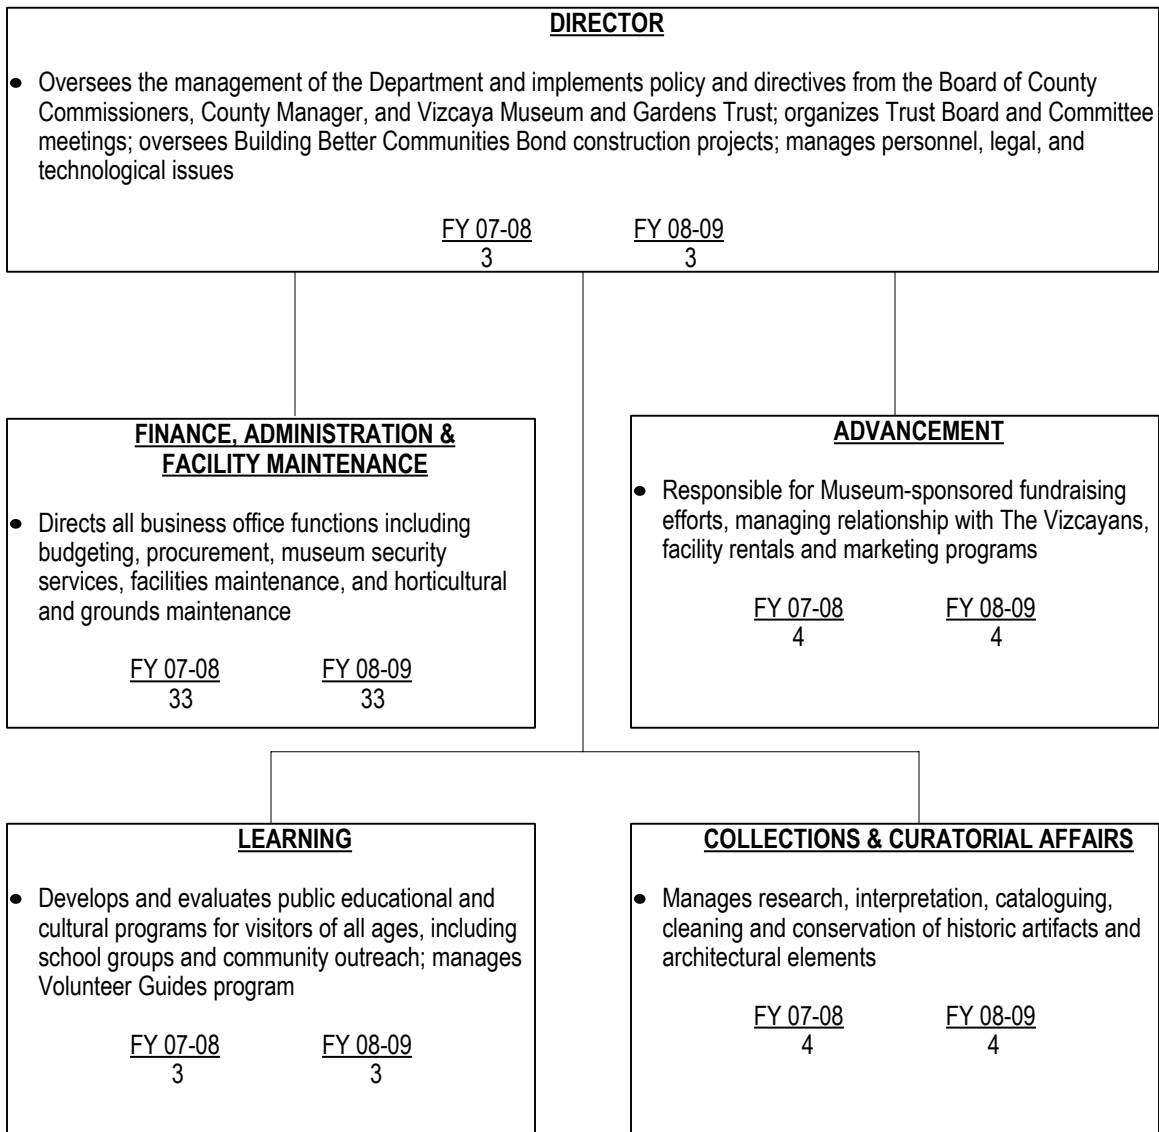 DIRECTOR
● Oversees the management of the Department and implements policy and directives from the Board of County
Commissioners, County Manager, and Vizcaya Museum and Gardens Trust; organizes Trust Board and Committee
meetings; oversees Building Better Communities Bond construction projects; manages personnel, legal, and
technological issues
FY 07-08 FY 08-09
3 3
FINANCE, ADMINISTRATION &
FACILITY MAINTENANCE
● Directs all business office functions including
budgeting, procurement, museum security
services, facilities maintenance, and horticultural
and grounds maintenance
FY 07-08 FY 08-09
33 33
ADVANCEMENT
● Responsible for Museum-sponsored fundraising
efforts, managing relationship with The Vizcayans,
facility rentals and marketing programs
FY 07-08 FY 08-09
4 4
LEARNING
● Develops and evaluates public educational and
cultural programs for visitors of all ages, including
school groups and community outreach; manages
Volunteer Guides program
FY 07-08 FY 08-09
3 3
COLLECTIONS & CURATORIAL AFFAIRS
● Manages research, interpretation, cataloguing,
cleaning and conservation of historic artifacts and
architectural elements
FY 07-08 FY 08-09
4 4